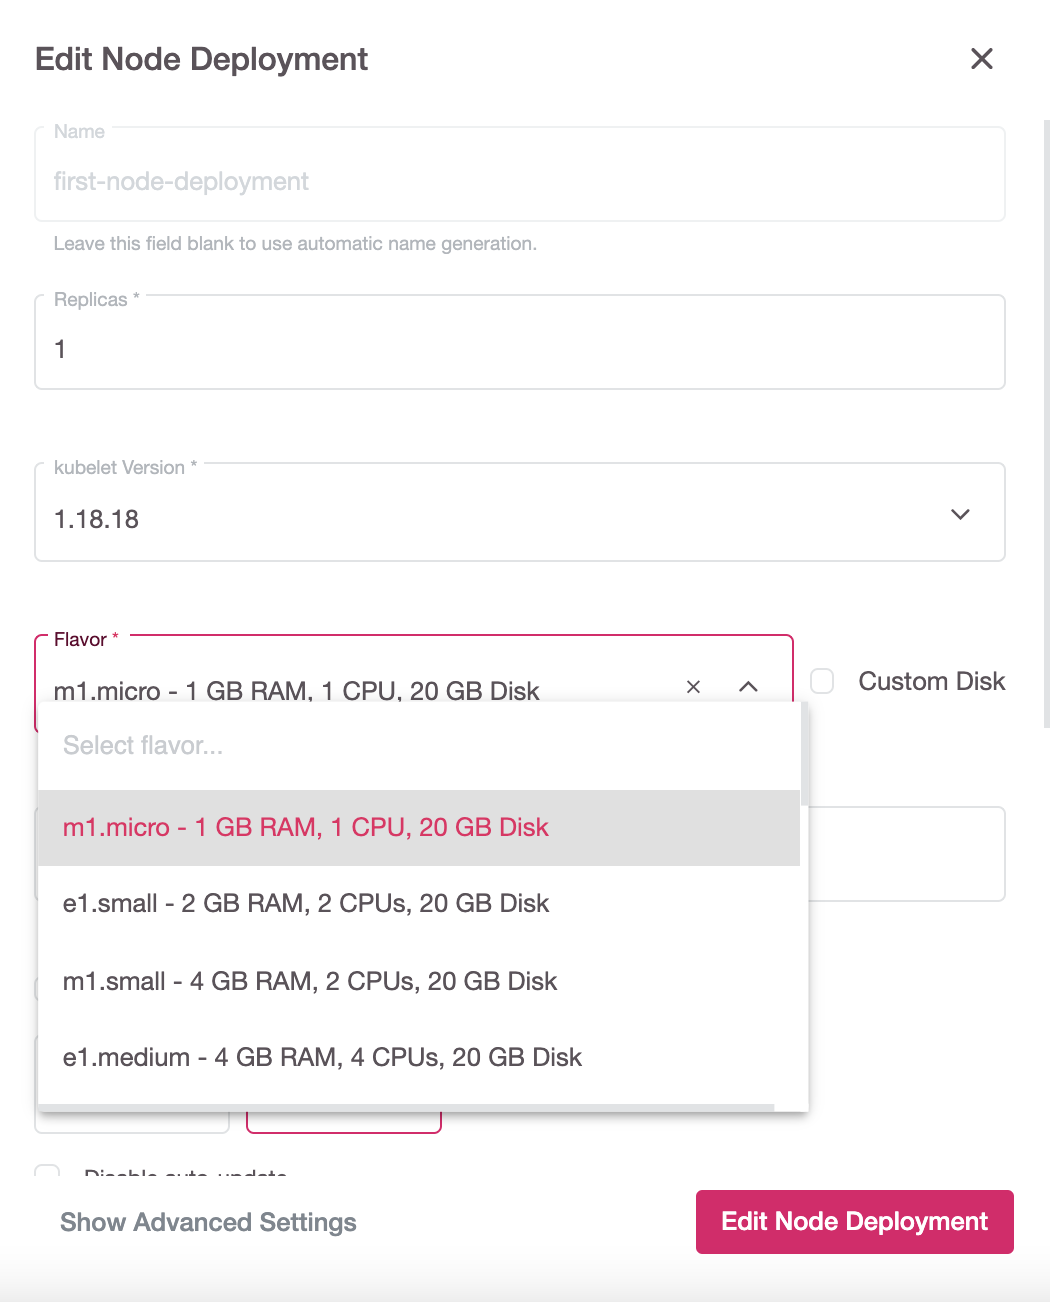 Edit Node Deployment
Name
first-node-deployment
Leave this field blank to use automatic name generation.
Replicas *
1
kubelet Version *
1.18.18
Flavor *
m1.micro - 1 GB RAM, 1 CPU, 20 GB Disk
Custom Disk
Select flavor...
m1.micro - 1 GB RAM, 1 CPU, 20 GB Disk
e1.small - 2 GB RAM, 2 CPUs, 20 GB Disk
m1.small - 4 GB RAM, 2 CPUs, 20 GB Disk
e1.medium - 4 GB RAM, 4 CPUs, 20 GB Disk
Disable auto-update
Show Advanced Settings
Edit Node Deployment